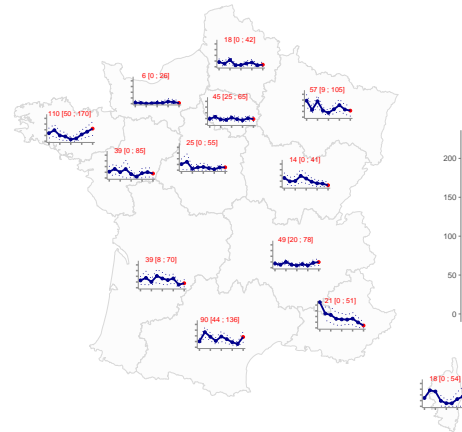 18 [0 ; 42]
6 [0 ; 26]
57 [9 ; 105]
45 [25 ; 65]
110 [50 ; 170]
39 [0 ; 85]
25 [0 ; 55]
14 [0 ; 41]
200
150
100
50
0
49 [20 ; 78]
39 [8 ; 70]
21 [0 ; 51]
90 [44 ; 136]
18 [0 ; 54]